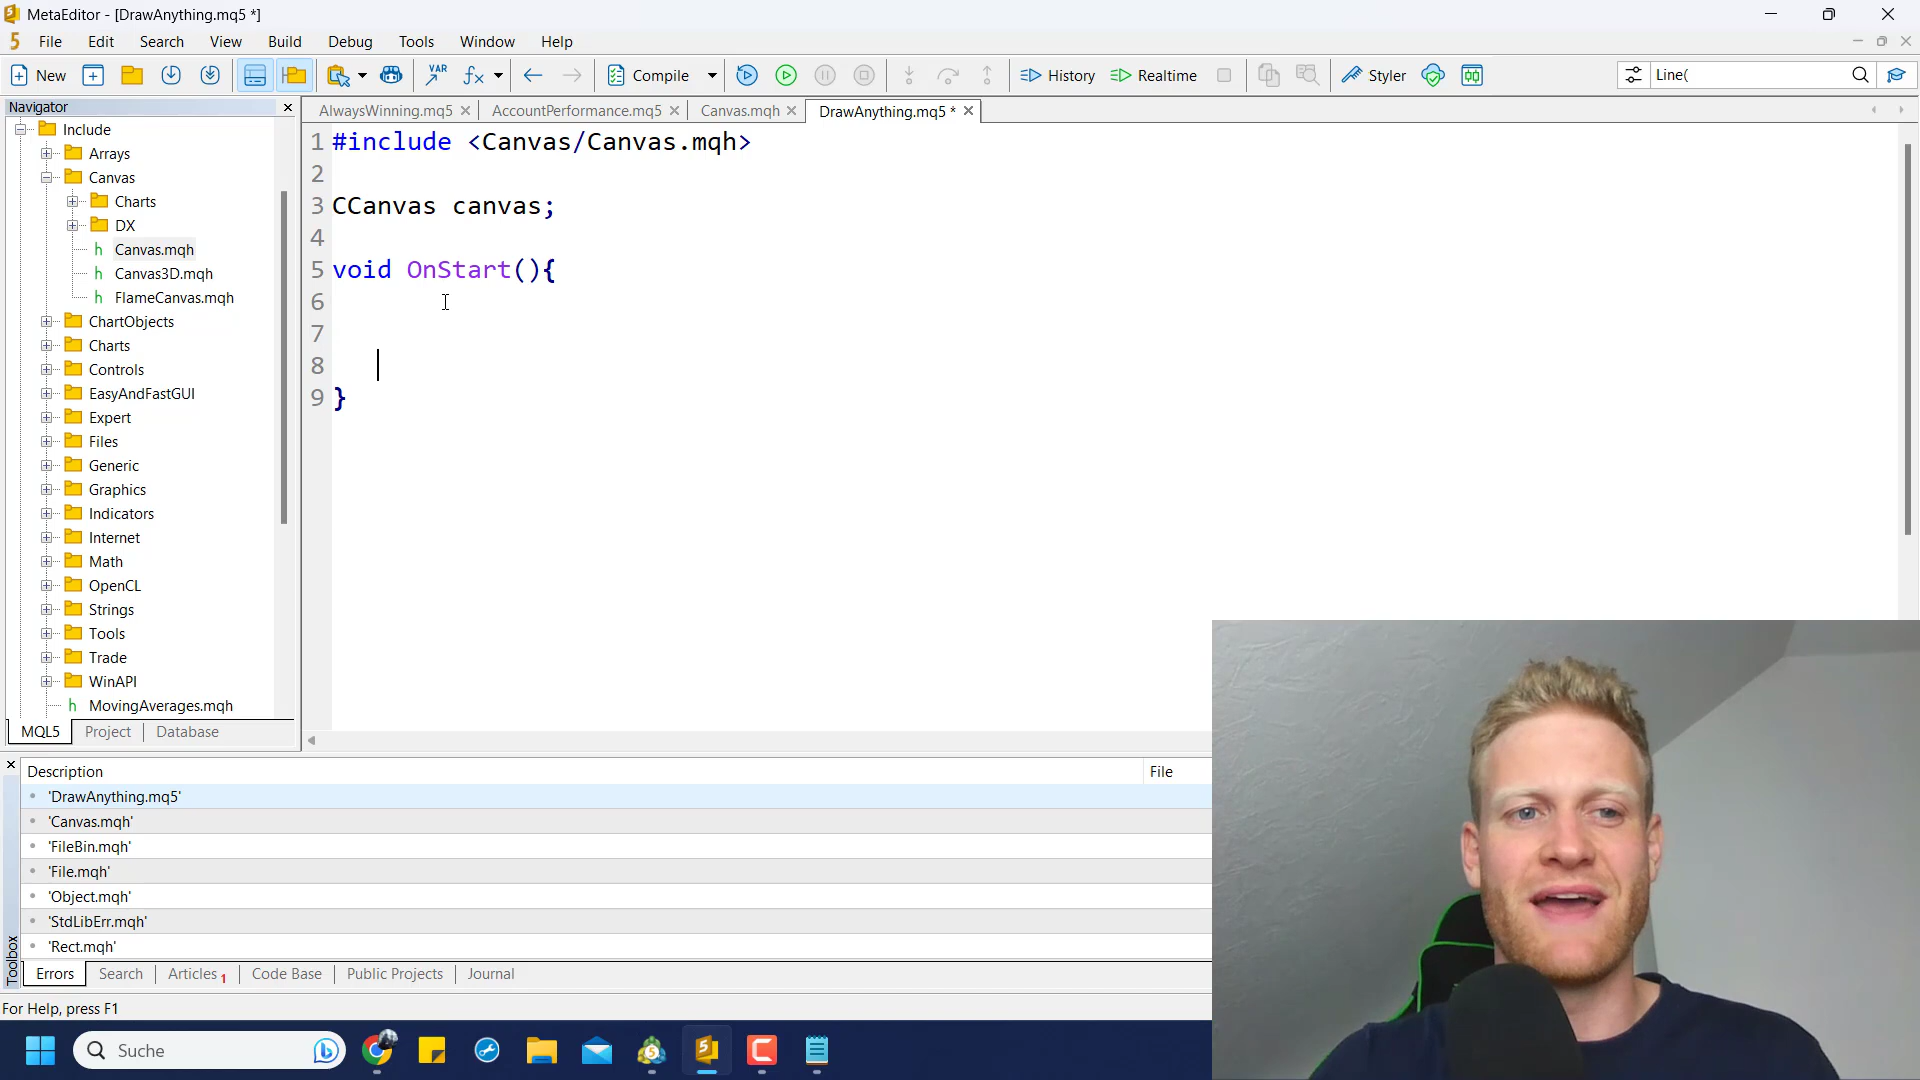 MetaEditor - [DrawAnything.mq5 *]
5 File Edit Search View Build Debug Tools Window Help
New VAR fx Compile History Realtime Styler Line(
Navigator
AlwaysWinning.mq5 AccountPerformance.mq5 Canvas.mqh DrawAnything.mq5 *
Include
Arrays
Canvas
Charts
DX
h Canvas.mqh
h Canvas3D.mqh
h FlameCanvas.mqh
ChartObjects
Charts
Controls
EasyAndFastGUI
Expert
Files
Generic
Graphics
Indicators
Internet
Math
OpenCL
Strings
Tools
Trade
WinAPI
h MovingAverages.mqh
MQL5 Project Database
1 #include <Canvas/Canvas.mqh>
2
3 CCanvas canvas;
4
5 void OnStart(){
6
7
8
9 }
Description File
'DrawAnything.mq5'
'Canvas.mqh'
'FileBin.mqh'
'File.mqh'
'Object.mqh'
'StdLibErr.mqh'
'Rect.mqh'
Toolbox
Errors Search Articles 1 Code Base Public Projects Journal
For Help, press F1
Suche